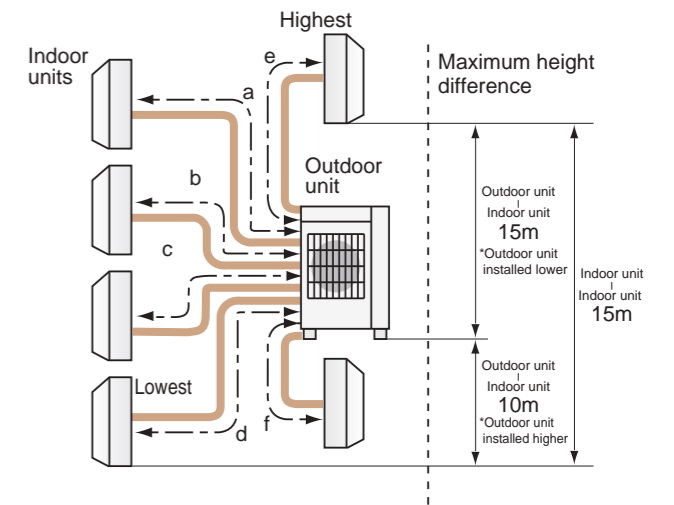 Highest
Indoor
units
Maximum height
difference
e
a
Outdoor
unit
b
c
Outdoor unit
Indoor unit
15m
*Outdoor unit
installed lower
Indoor unit
Indoor unit
15m
Lowest
d
f
Outdoor unit
Indoor unit
10m
*Outdoor unit
installed higher